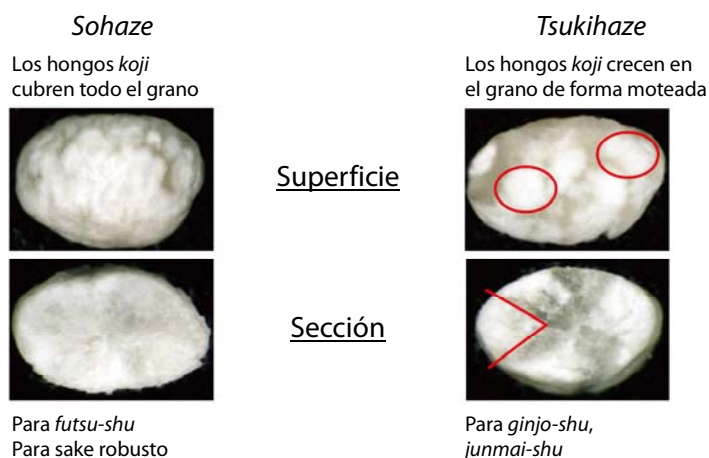 Sohaze
Los hongos koji
cubren todo el grano
Tsukihaze
Los hongos koji crecen en
el grano de forma moteada
Superficie
Sección
Para futsu-shu
Para sake robusto
Para ginjo-shu,
junmai-shu